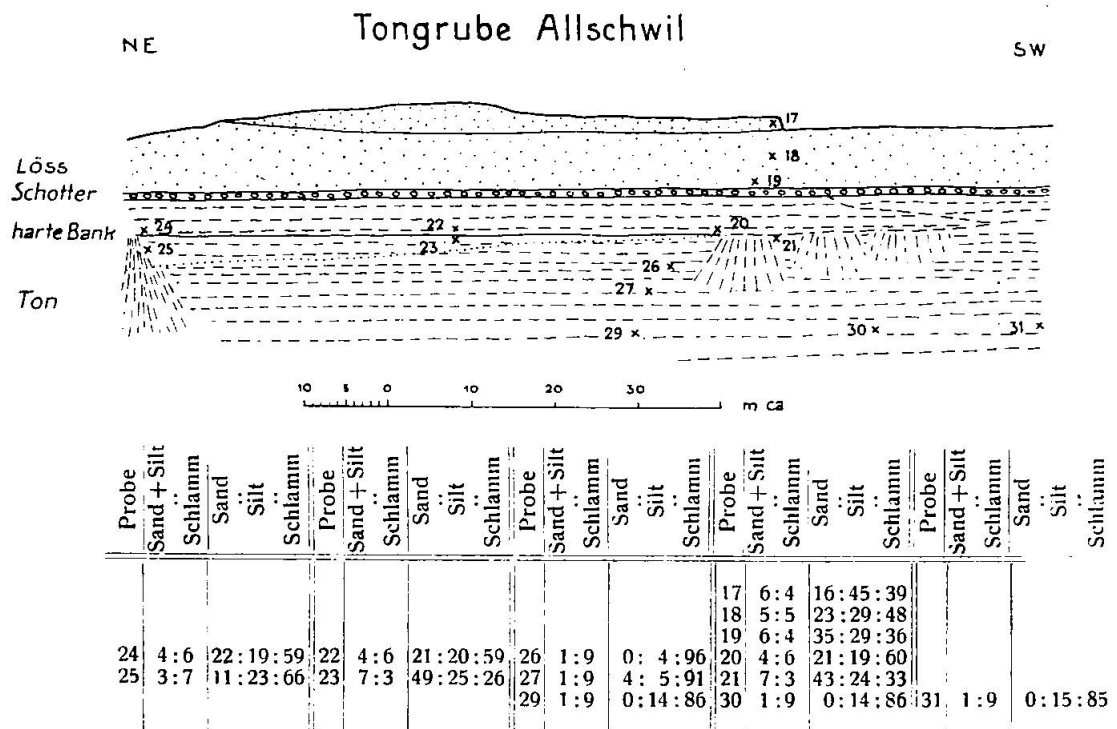 Tongrube Allschwil
NE
SW
17
18
Löss
19
Schotter
harte Bank
24
22
20
25
23
21
26
Ton
27
29
30
31
10 5 0 10 20 30 m ca
Probe Sand + Silt : Schlamm Sand : Silt : Schlamm Probe Sand + Silt : Schlamm Sand : Silt : Schlamm Probe Sand + Silt : Schlamm Sand : Silt : Schlamm Probe Sand + Silt : Schlamm Sand : Silt : Schlamm Probe Sand + Silt : Schlamm Sand : Silt : Schlamm
17 6:4 16:45:39
18 5:5 23:29:48
19 6:4 35:29:36
24 4:6 22:19:59 22 4:6 21:20:59 26 1:9 0: 4:96 20 4:6 21:19:60
25 3:7 11:23:66 23 7:3 49:25:26 27 1:9 4: 5:91 21 7:3 43:24:33
29 1:9 0:14:86 30 1:9 0:14:86 31 1:9 0:15:85